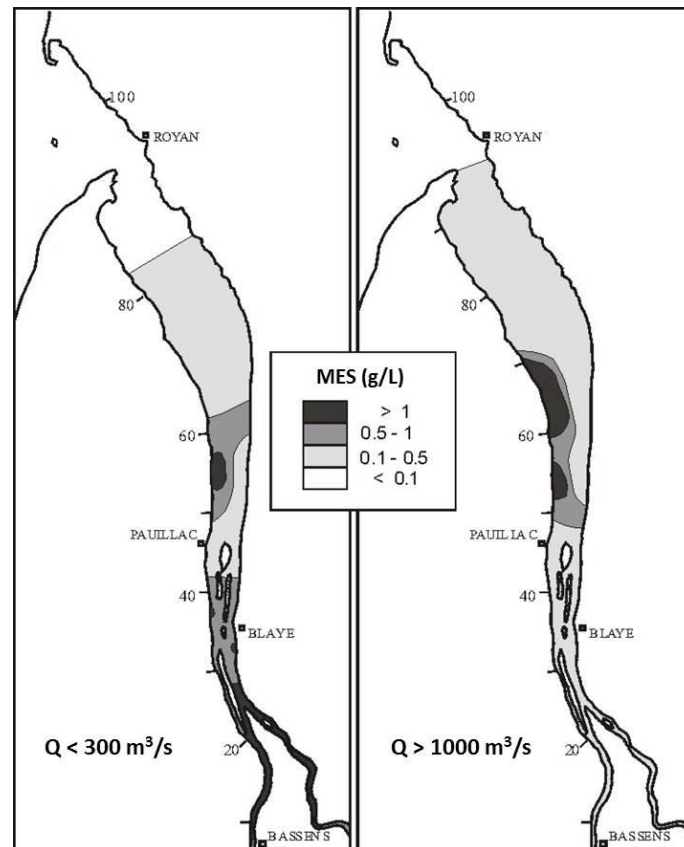 100
ROYAN
80
60
PAUILLAC
40
BLAYE
Q < 300 m³/s
20
BASSENS
MES (g/L)
> 1
0.5 - 1
0.1 - 0.5
< 0.1
100
ROYAN
80
60
PAUILLAC
40
BLAYE
Q > 1000 m³/s
20
BASSENS